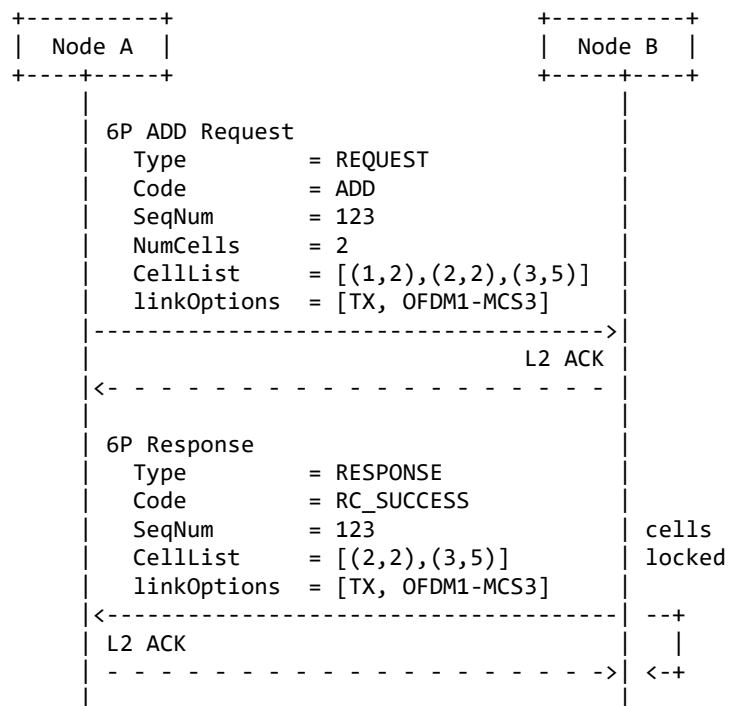 Node A Node B
6P ADD Request
Type = REQUEST
Code = ADD
SeqNum = 123
NumCells = 2
CellList = [(1,2),(2,2),(3,5)]
linkOptions = [TX, OFDM1-MCS3]
L2 ACK
6P Response
Type = RESPONSE
Code = RC_SUCCESS
SeqNum = 123 cells
CellList = [(2,2),(3,5)] locked
linkOptions = [TX, OFDM1-MCS3]
L2 ACK